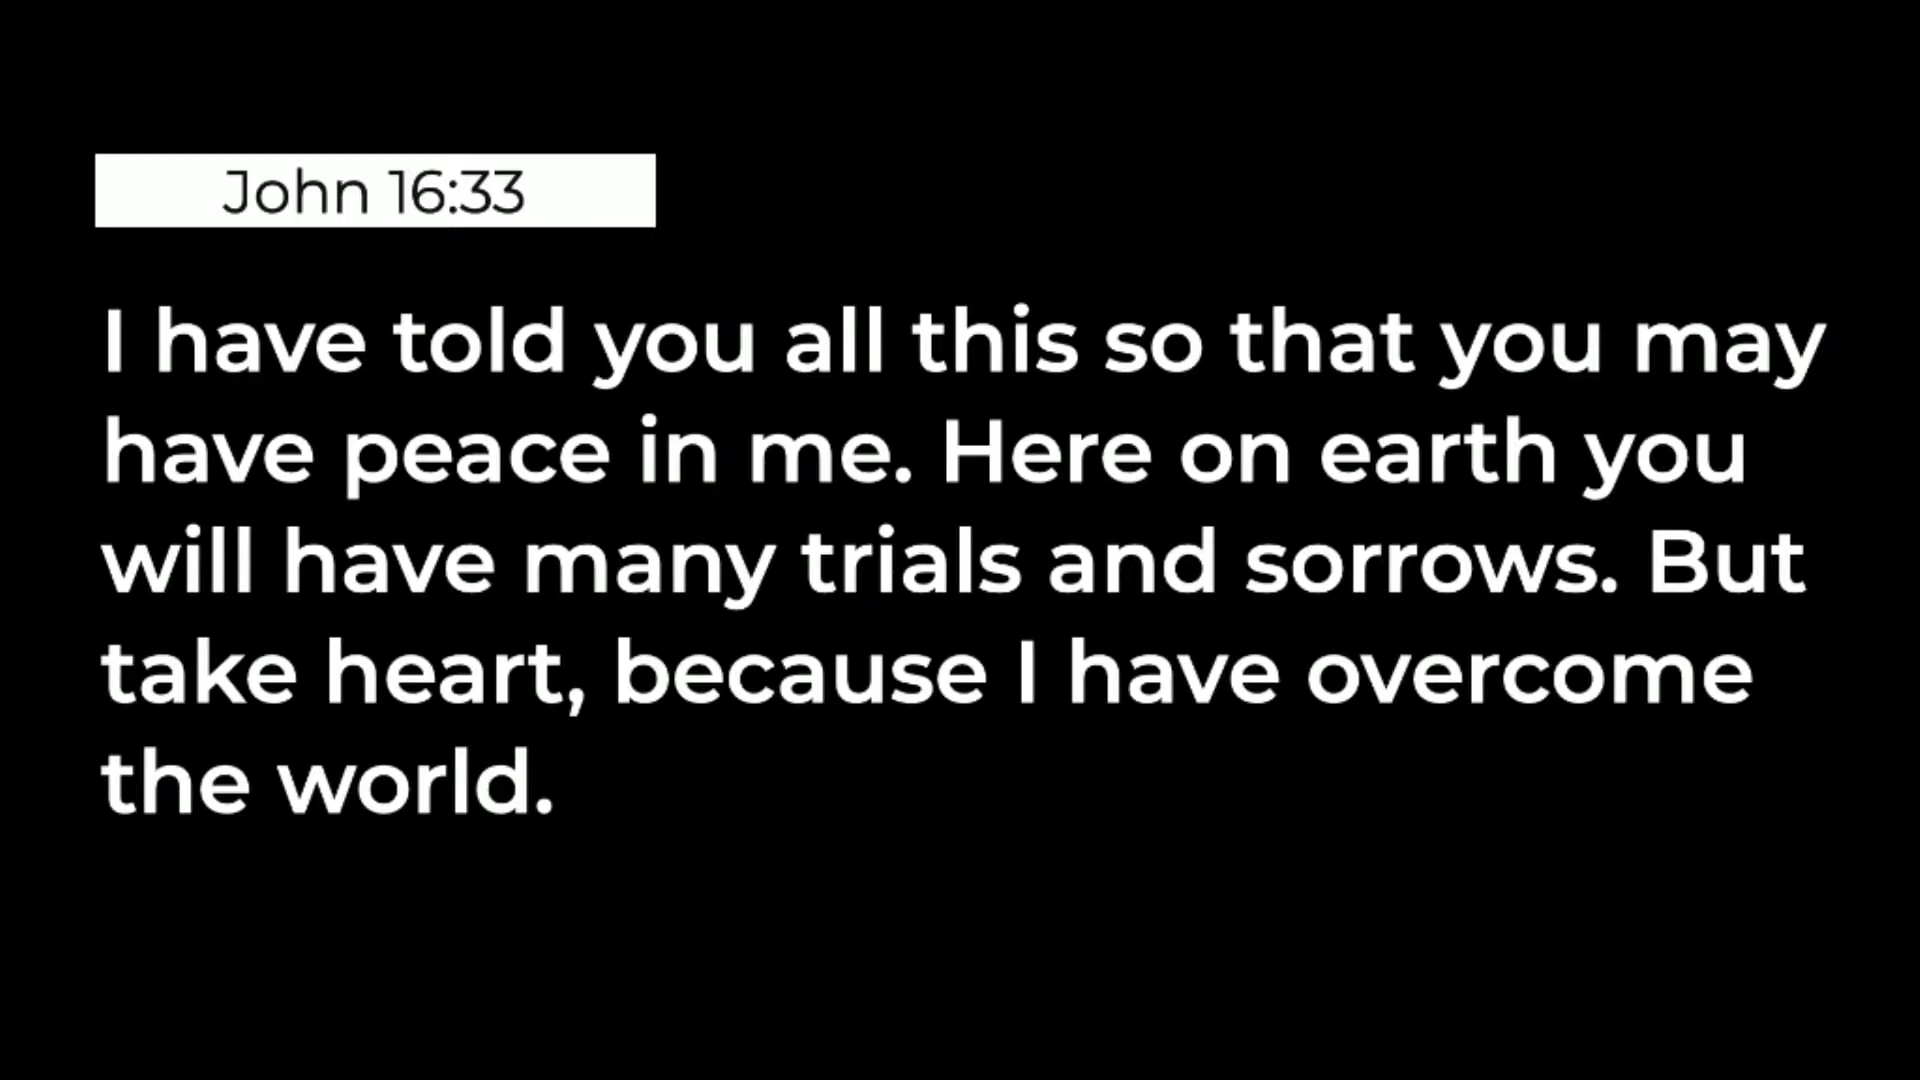 John 16:33
I have told you all this so that you may
have peace in me. Here on earth you
will have many trials and sorrows. But
take heart, because I have overcome
the world.